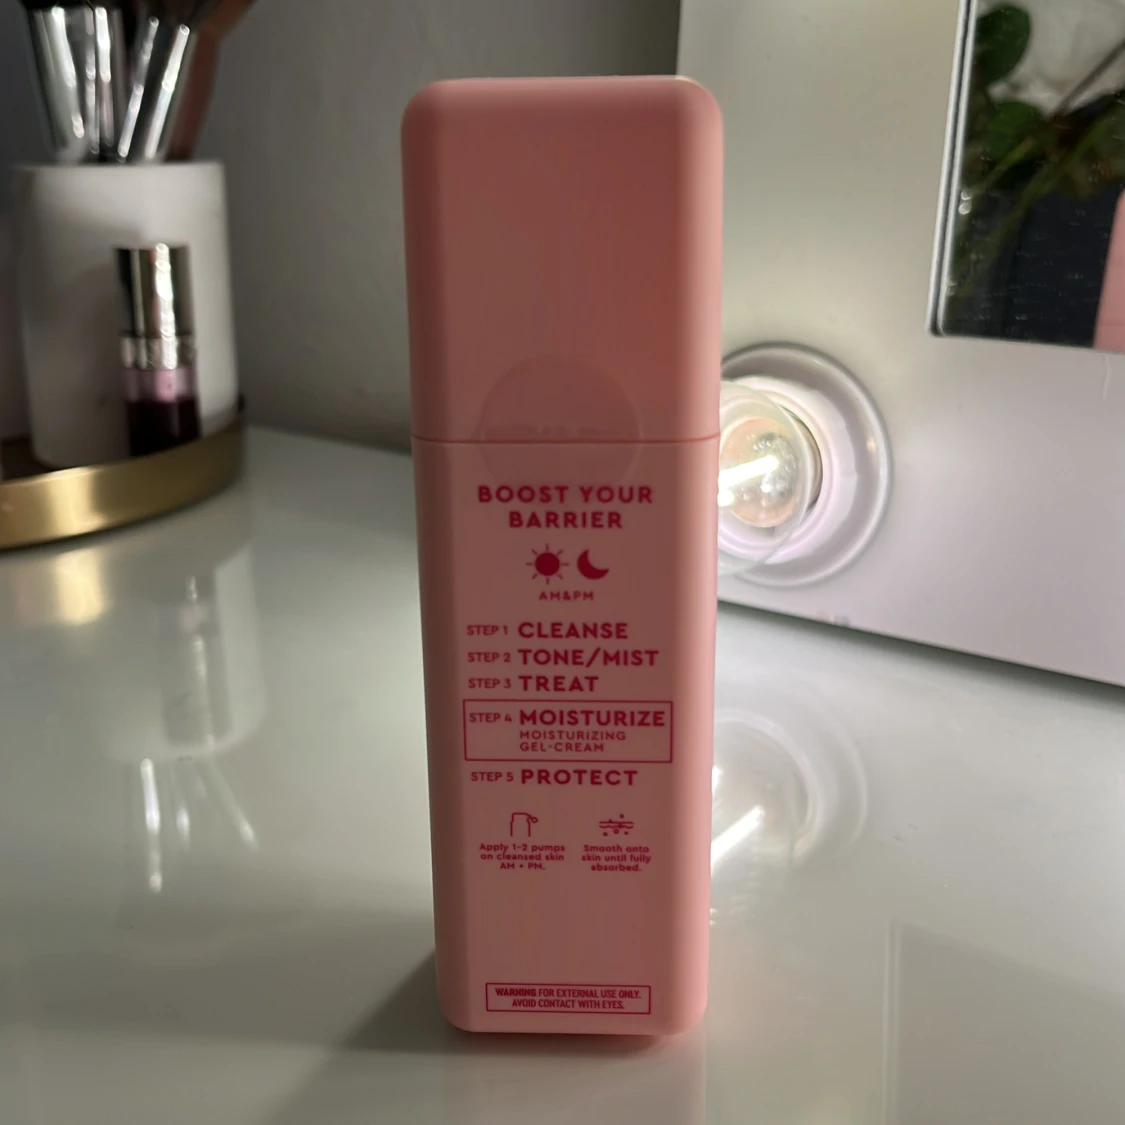 BOOST YOUR
BARRIER
AM&PM
STEP 1 CLEANSE
STEP 2 TONE/MIST
STEP 3 TREAT
STEP 4 MOISTURIZE
MOISTURIZING
GEL-CREAM
STEP 5 PROTECT
Apply 1-2 pumps
on cleansed skin
AM + PM.
Smooth onto
skin until fully
absorbed.
WARNING FOR EXTERNAL USE ONLY.
AVOID CONTACT WITH EYES.